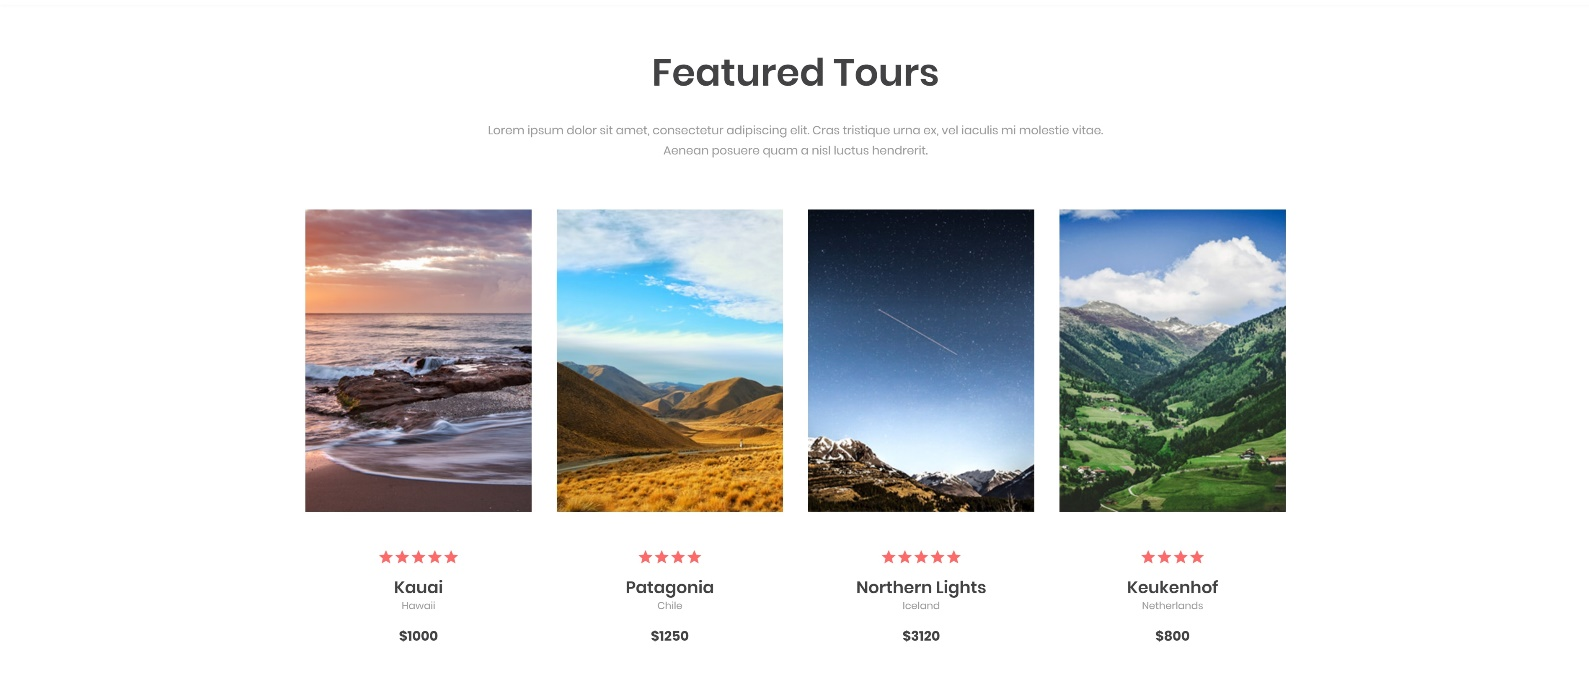 Featured Tours
Lorem ipsum dolor sit amet, consectetur adipiscing elit. Cras tristique urna ex, vel iaculis mi molestie vitae.
Aenean posuere quam a nisl luctus hendrerit.
Kauai
Hawaii
$1000
Patagonia
Chile
$1250
Northern Lights
Iceland
$3120
Keukenhof
Netherlands
$800